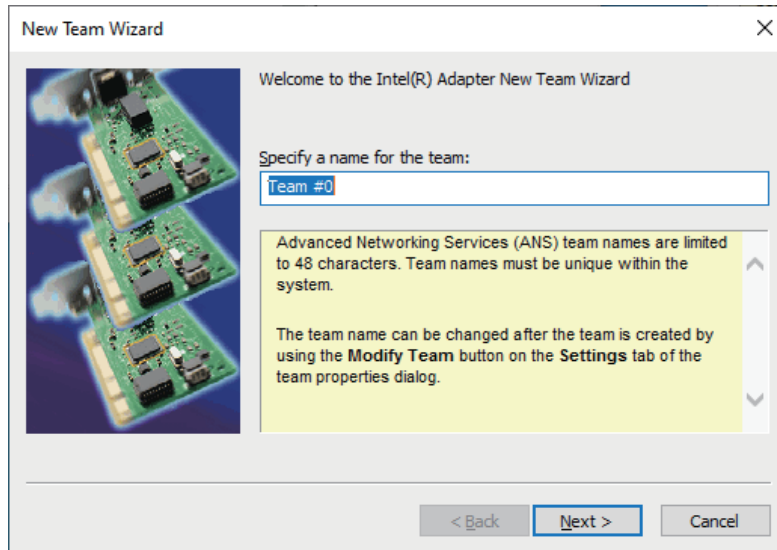 New Team Wizard
Welcome to the Intel(R) Adapter New Team Wizard
Specify a name for the team:
Team #0
Advanced Networking Services (ANS) team names are limited
to 48 characters. Team names must be unique within the
system.
The team name can be changed after the team is created by
using the Modify Team button on the Settings tab of the
team properties dialog.
< Back
Next >
Cancel